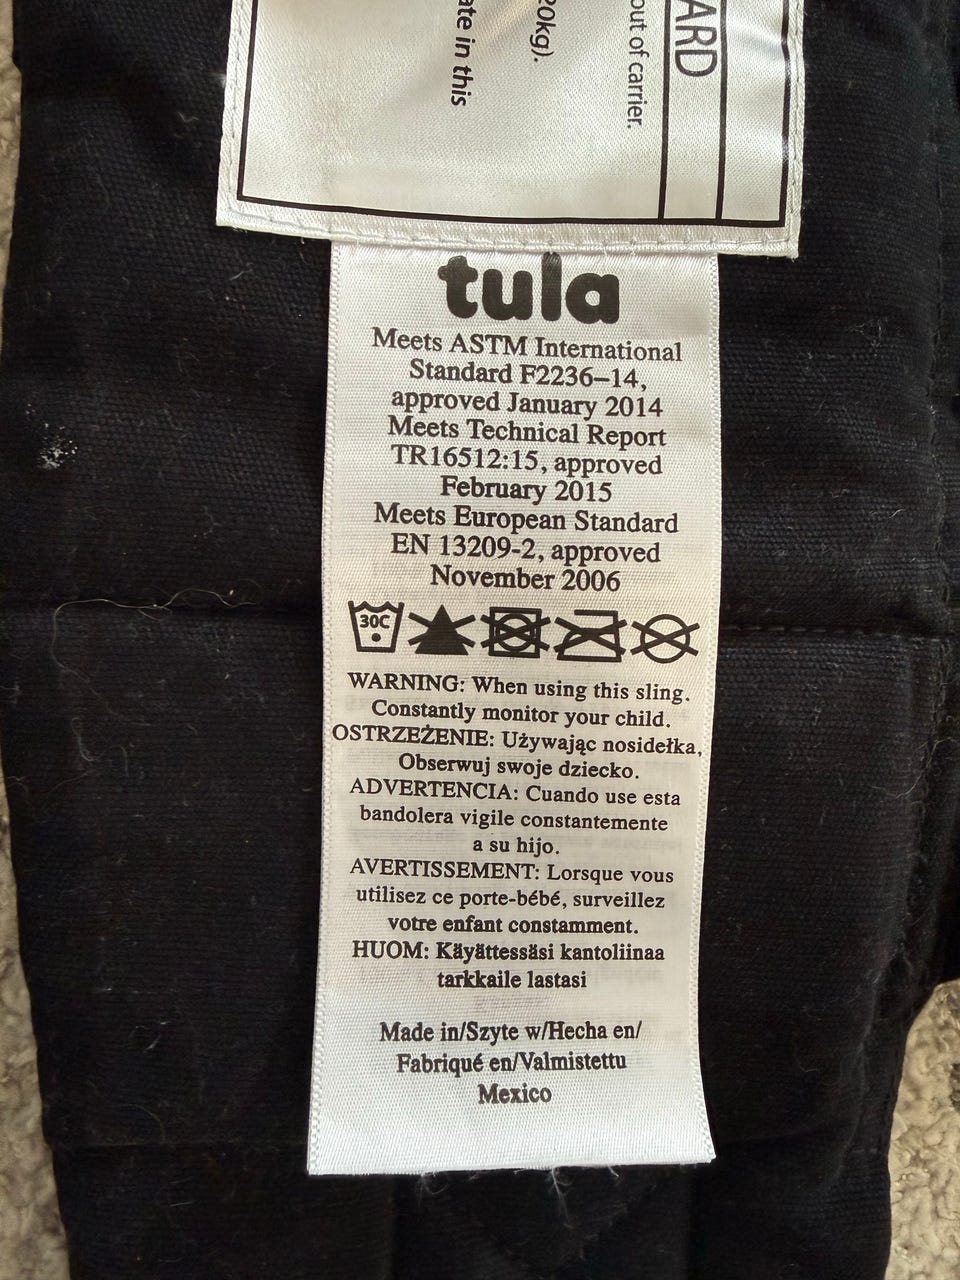 ARD
out of carrier.
20kg).
ate in this
tula
Meets ASTM International
Standard F2236–14,
approved January 2014
Meets Technical Report
TR16512:15, approved
February 2015
Meets European Standard
EN 13209-2, approved
November 2006
30C
WARNING: When using this sling.
Constantly monitor your child.
OSTRZEŻENIE: Używając nosidełka,
Obserwuj swoje dziecko.
ADVERTENCIA: Cuando use esta
bandolera vigile constantemente
a su hijo.
AVERTISSEMENT: Lorsque vous
utilisez ce porte-bébé, surveillez
votre enfant constamment.
HUOM: Käyättessäsi kantoliinaa
tarkkaile lastasi
Made in/Szyte w/Hecha en/
Fabriqué en/Valmistettu
Mexico